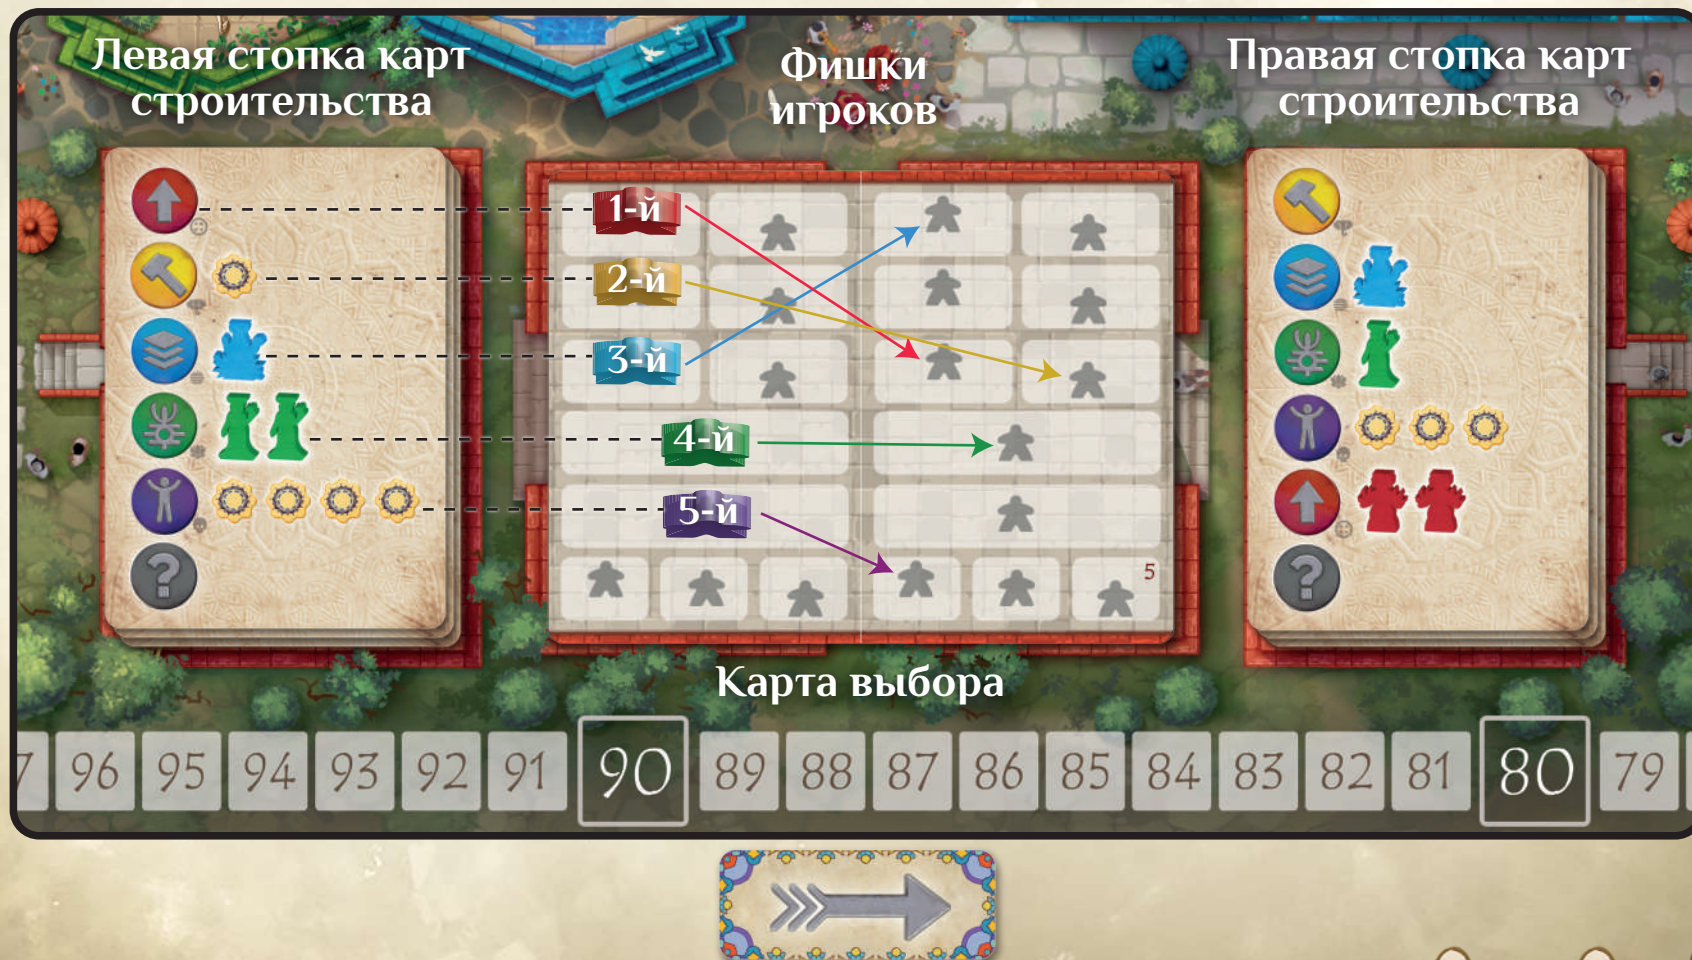 Левая стопка карт
строительства
Фишки
игроков
Правая стопка карт
строительства
1-й
2-й
3-й
4-й
5-й
5
Карта выбора
96 95 94 93 92 91 90 89 88 87 86 85 84 83 82 81 80 79